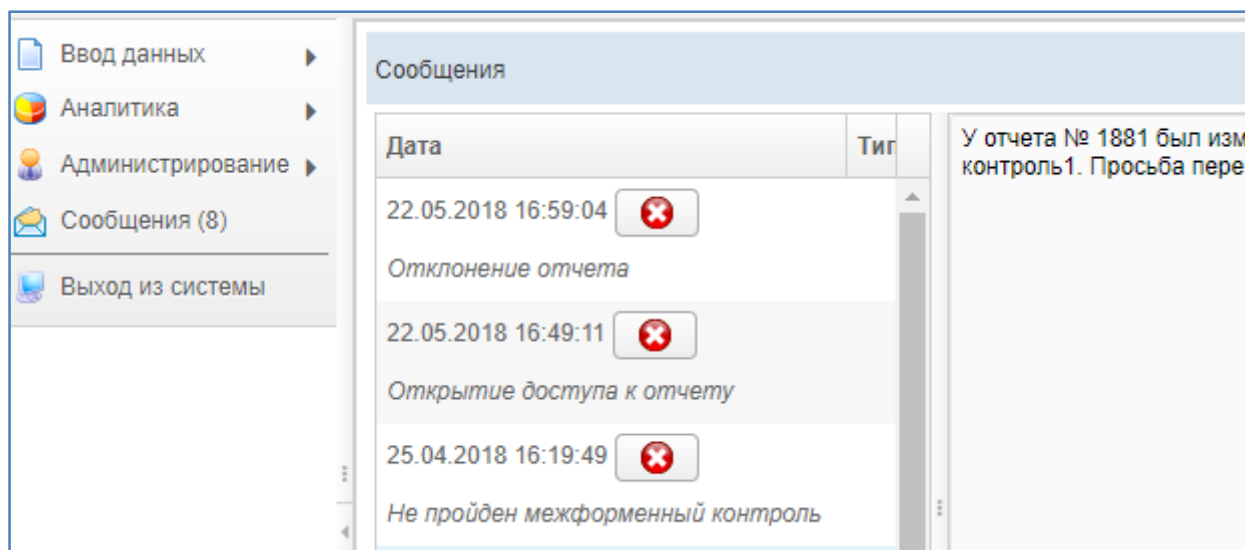 Ввод данных
Аналитика
Администрирование
Сообщения (8)
Выход из системы
Сообщения
Дата
Тип
22.05.2018 16:59:04
Отклонение отчета
22.05.2018 16:49:11
Открытие доступа к отчету
25.04.2018 16:19:49
Не пройден межформенный контроль
У отчета № 1881 был изм
контроль1. Просьба пере